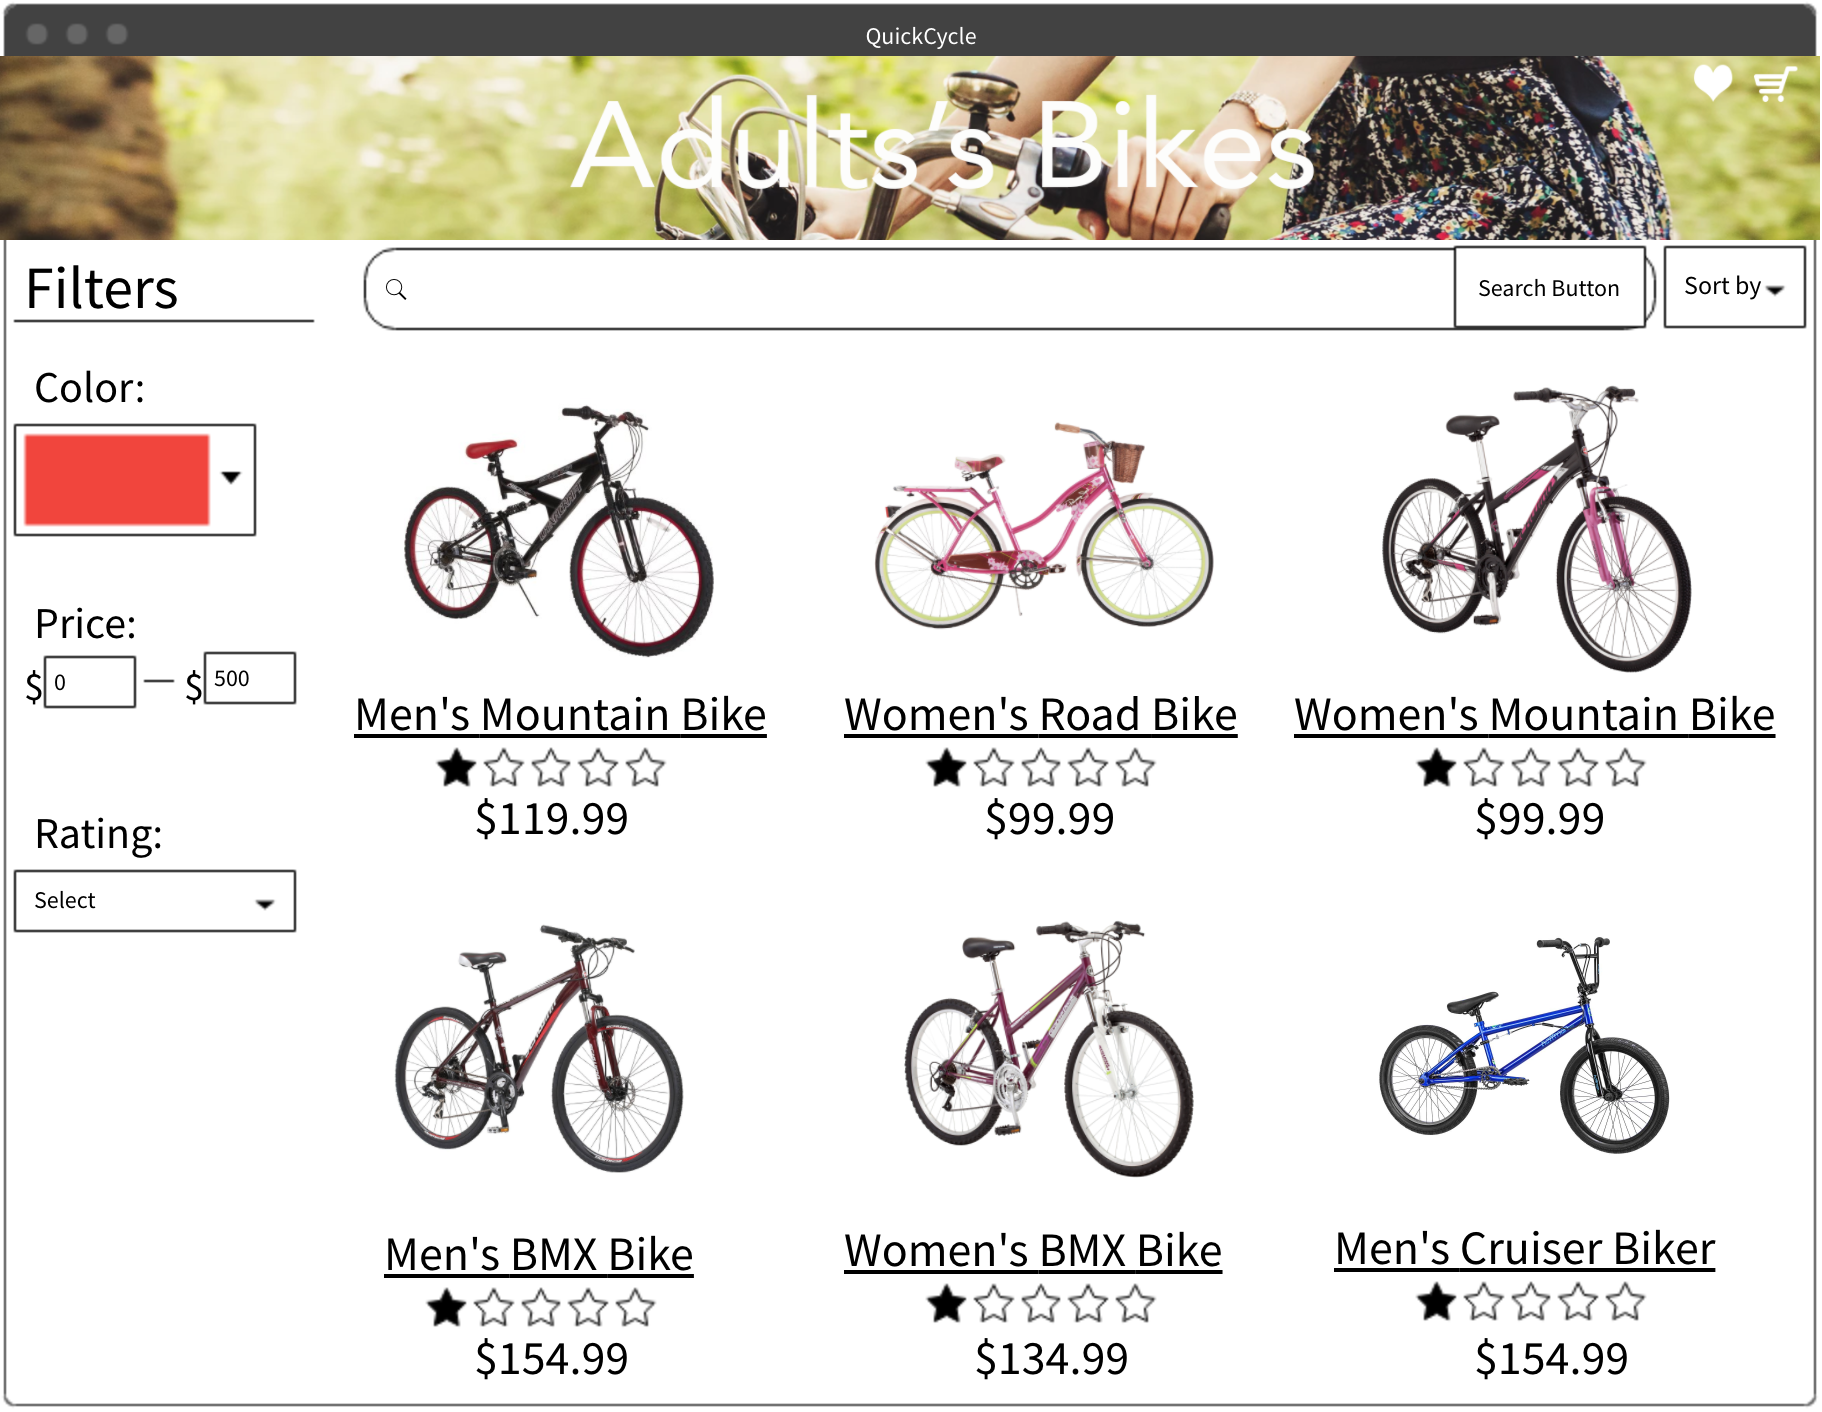 QuickCycle
Adults's Bikes
Filters
Search Button
Sort by
Color:
Price:
$ 0 — $ 500
Rating:
Select
Men's Mountain Bike
$119.99
Women's Road Bike
$99.99
Women's Mountain Bike
$99.99
Men's BMX Bike
$154.99
Women's BMX Bike
$134.99
Men's Cruiser Biker
$154.99